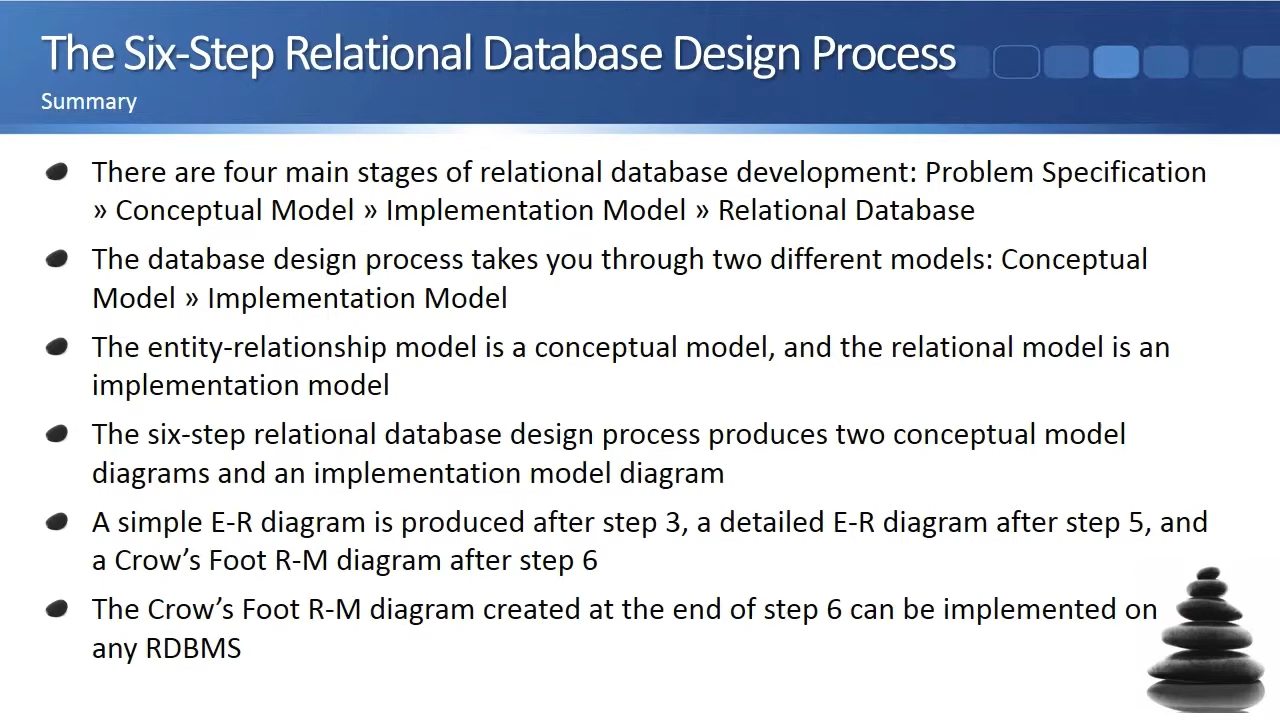 The Six-Step Relational Database Design Process
Summary
There are four main stages of relational database development: Problem Specification
» Conceptual Model » Implementation Model » Relational Database
The database design process takes you through two different models: Conceptual
Model » Implementation Model
The entity-relationship model is a conceptual model, and the relational model is an
implementation model
The six-step relational database design process produces two conceptual model
diagrams and an implementation model diagram
A simple E-R diagram is produced after step 3, a detailed E-R diagram after step 5, and
a Crow’s Foot R-M diagram after step 6
The Crow’s Foot R-M diagram created at the end of step 6 can be implemented on
any RDBMS